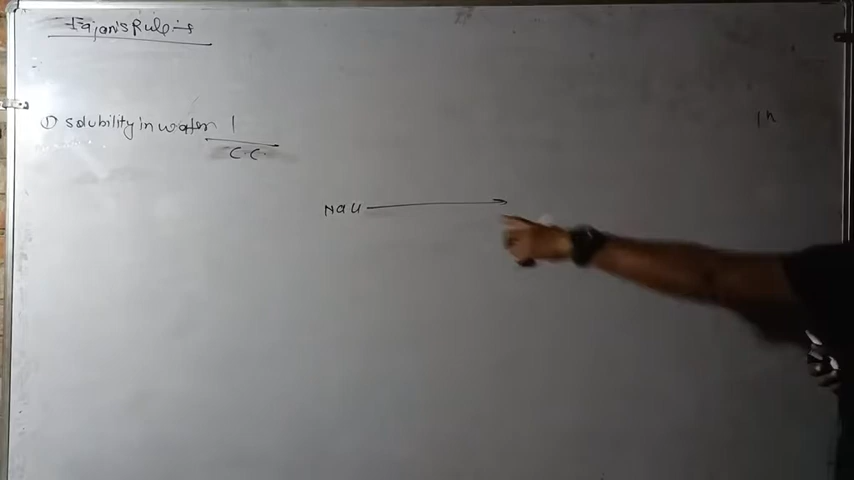 Fajan's Rule :-
① solubility in water 1
C.C.
NaCl